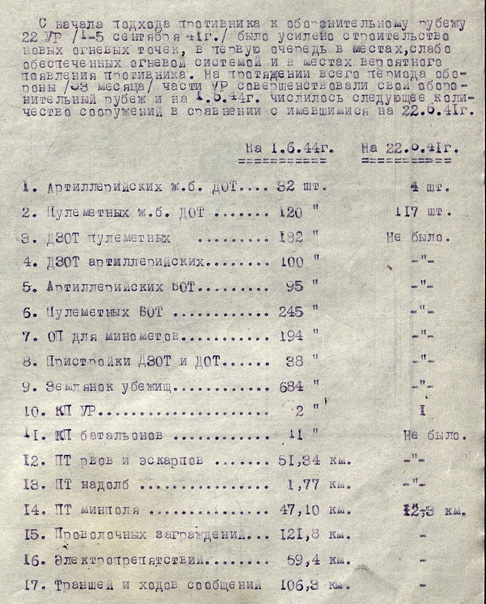 С начала подхода противника к оборонительному рубежу
22 УР /1-5 сентября 41г./ было усилено строительство
новых огневых точек, в первую очередь в местах,слабо
обеспеченных огневой системой и в местах вероятного
появления противника. На протяжении всего периода обо-
роны /33 месяца/ части УР совершенствовали свой оборо-
нительный рубеж и на 1.6.44г. числилось следующее коли-
чество сооружений в сравнении с имевшимися на 22.6.41г.
На 1.6.44г. На 22.6.41г.
1. Артиллерийских ж.б. ДОТ.... 32 шт. 4 шт.
2. Пулеметных ж.б. ДОТ ....... 120 " 117 шт.
3. ДЗОТ пулеметных 182 " Не было.
4. ДЗОТ артиллерийских........ 100 " -"-
5. Артиллерийских БОТ......... 95 " -"-
6. Пулеметных БОТ ............ 245 " -"-
7. ОП для минометов........... 194 " -"-
8. Пристройки ДЗОТ и ДОТ...... 38 " -"-
9. Землянок убежищ............ 684 " -"-
10. КП УР..................... 2 " I
11. КП батальонов ............ 11 " Не было.
12. ПТ рвов и эскарпов ....... 51,34 км. -"-
13. ПТ надолб ................ 1,77 км. -"-
14. ПТ минполя ............... 47,10 км. 12,3 км.
15. Проволочных заграждений... 121,8 км. -
16. Электропрепятствий........ 59,4 км. -
17. Траншей и ходов сообщений 106,3 км. -